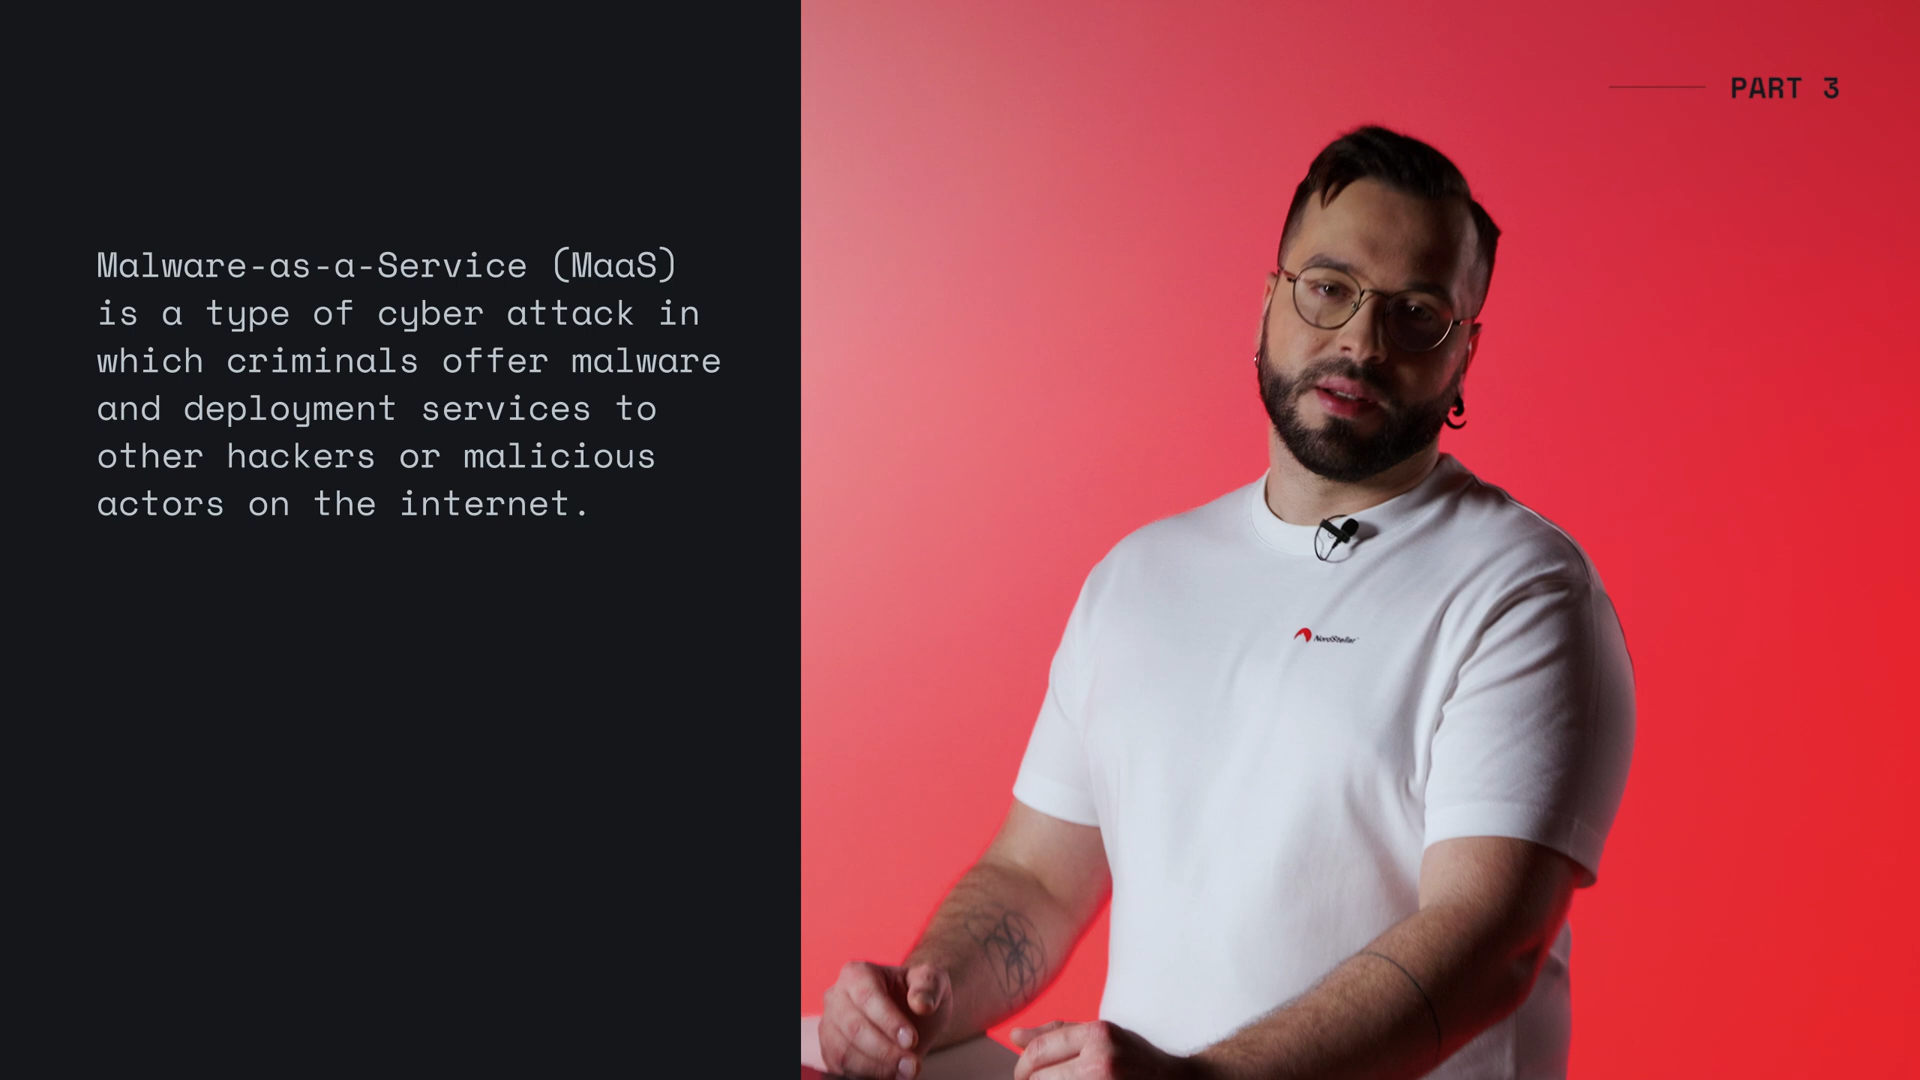 Malware-as-a-Service (MaaS)
is a type of cyber attack in
which criminals offer malware
and deployment services to
other hackers or malicious
actors on the internet.
PART 3
NordStellar